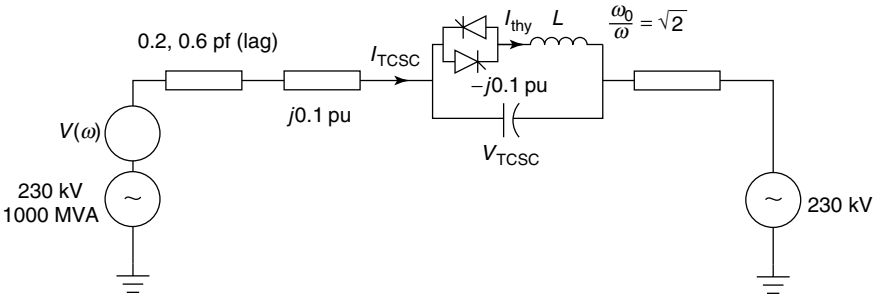 0.2, 0.6 pf (lag)
j0.1 pu
I_TCSC
I_thy
L
ω₀/ω = √2
−j0.1 pu
V_TCSC
V(ω)
230 kV
1000 MVA
~
~
230 kV